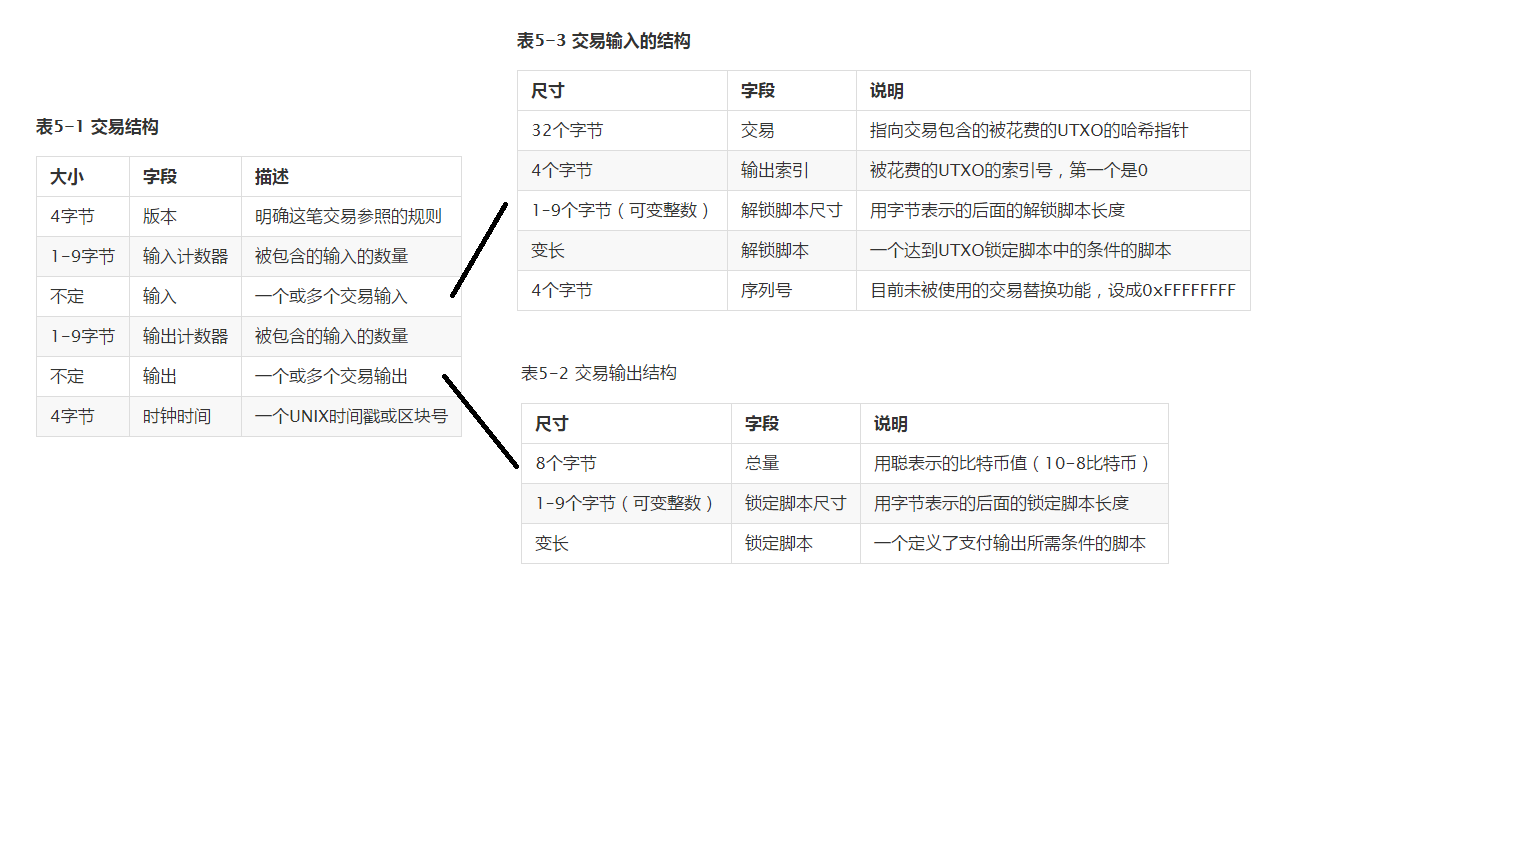 表5-1 交易结构
大小 字段 描述
4字节 版本 明确这笔交易参照的规则
1-9字节 输入计数器 被包含的输入的数量
不定 输入 一个或多个交易输入
1-9字节 输出计数器 被包含的输入的数量
不定 输出 一个或多个交易输出
4字节 时钟时间 一个UNIX时间戳或区块号
表5-3 交易输入的结构
尺寸 字段 说明
32个字节 交易 指向交易包含的被花费的UTXO的哈希指针
4个字节 输出索引 被花费的UTXO的索引号，第一个是0
1-9个字节（可变整数） 解锁脚本尺寸 用字节表示的后面的解锁脚本长度
变长 解锁脚本 一个达到UTXO锁定脚本中的条件的脚本
4个字节 序列号 目前未被使用的交易替换功能，设成0xFFFFFFFF
表5-2 交易输出结构
尺寸 字段 说明
8个字节 总量 用聪表示的比特币值（10-8比特币）
1-9个字节（可变整数） 锁定脚本尺寸 用字节表示的后面的锁定脚本长度
变长 锁定脚本 一个定义了支付输出所需条件的脚本